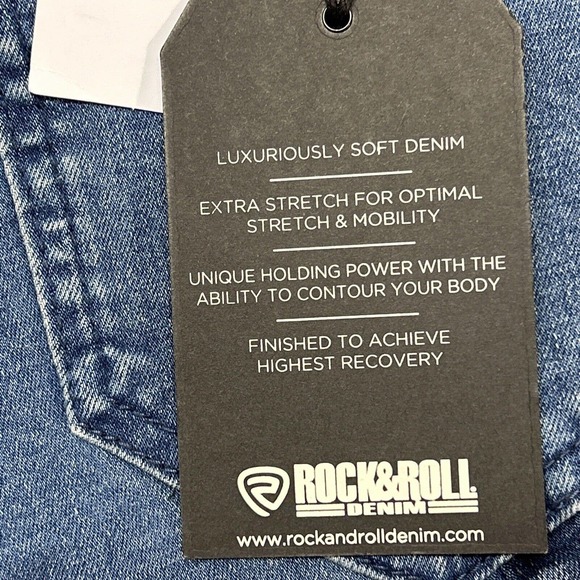 LUXURIOUSLY SOFT DENIM
EXTRA STRETCH FOR OPTIMAL
STRETCH & MOBILITY
UNIQUE HOLDING POWER WITH THE
ABILITY TO CONTOUR YOUR BODY
FINISHED TO ACHIEVE
HIGHEST RECOVERY
ROCK&ROLL
DENIM
www.rockandrolldenim.com